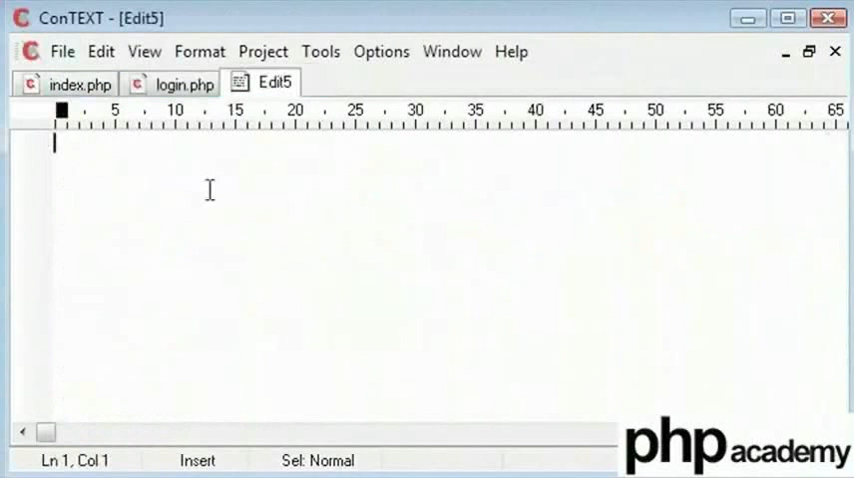 ConTEXT - [Edit5]
File Edit View Format Project Tools Options Window Help
index.php login.php Edit5
5 10 15 20 25 30 35 40 45 50 55 60 65
Ln 1, Col 1 Insert Sel: Normal
php academy